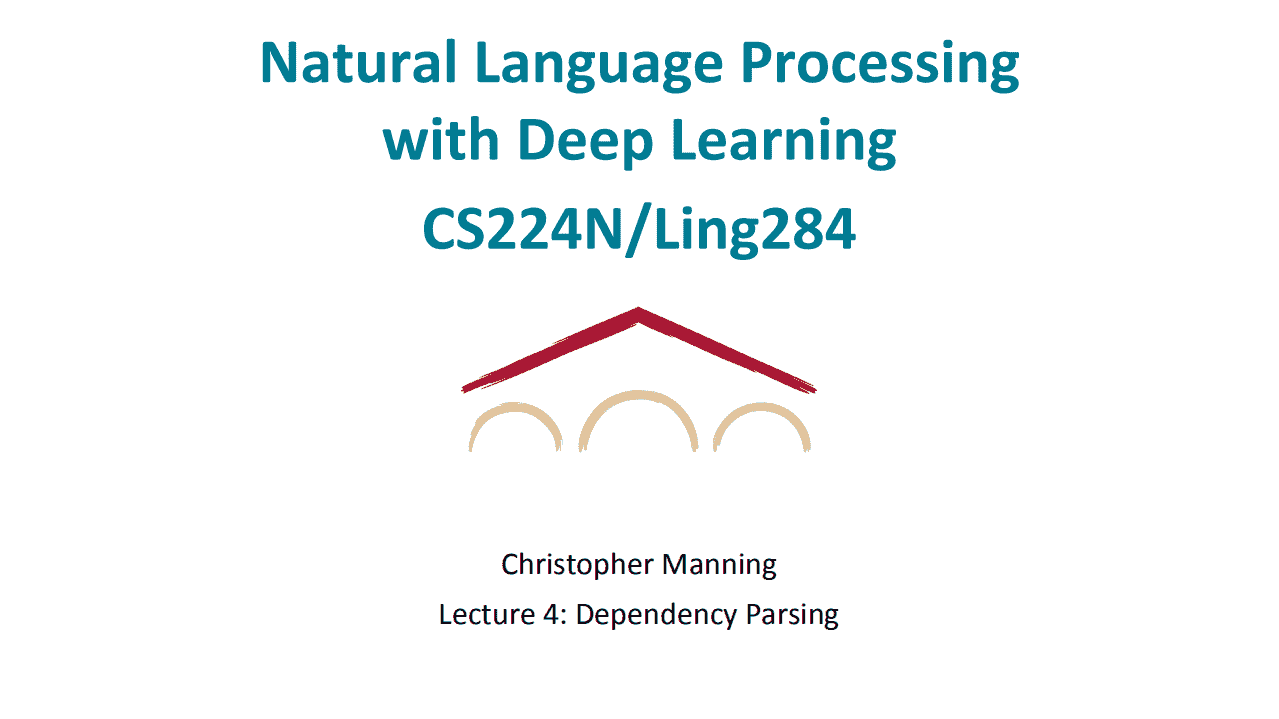 Natural Language Processing
with Deep Learning
CS224N/Ling284
Christopher Manning
Lecture 4: Dependency Parsing